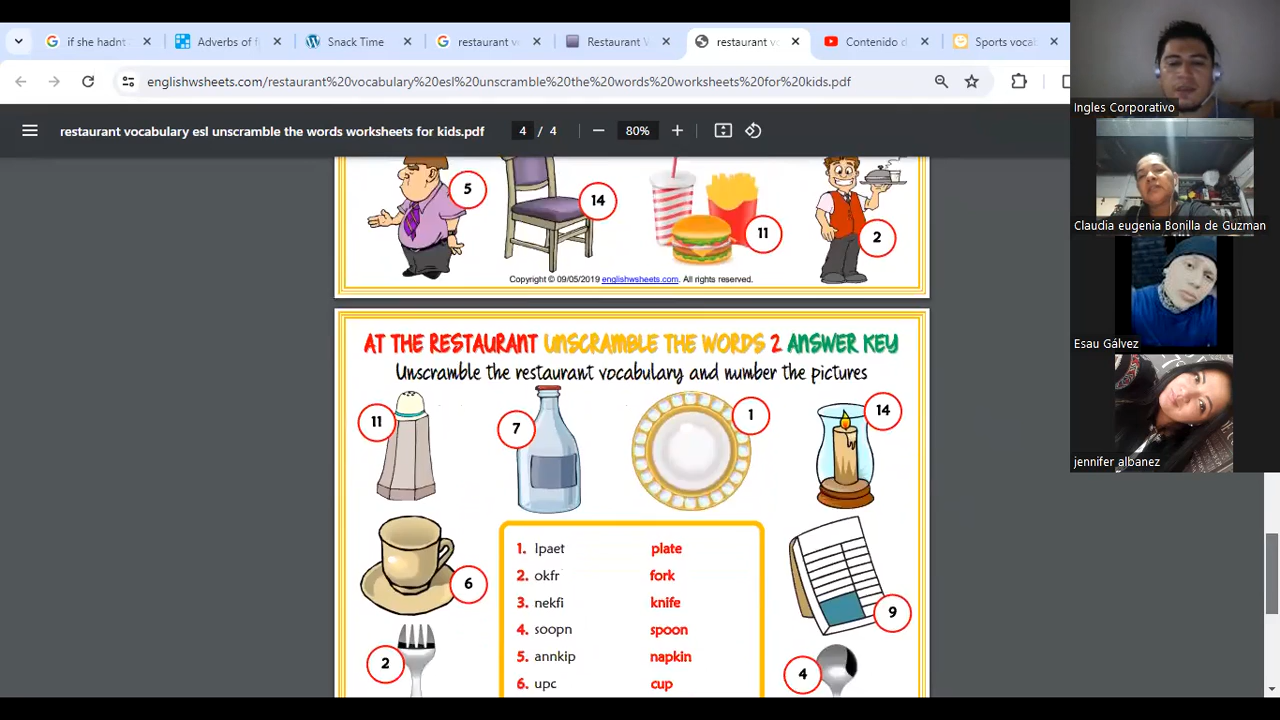 if she hadnt
Adverbs of f
Snack Time
restaurant v
Restaurant V
restaurant vo
Contenido d
Sports vocab
englishwsheets.com/restaurant%20vocabulary%20esl%20unscramble%20the%20words%20worksheets%20for%20kids.pdf
restaurant vocabulary esl unscramble the words worksheets for kids.pdf
4 / 4
80%
5
14
11
2
Copyright © 09/05/2019 englishwsheets.com. All rights reserved.
AT THE RESTAURANT UNSCRAMBLE THE WORDS 2 ANSWER KEY
Unscramble the restaurant vocabulary and number the pictures
11
7
1
14
6
9
2
4
1. lpaet plate
2. okfr fork
3. nekfi knife
4. soopn spoon
5. annkip napkin
6. upc cup
Ingles Corporativo
Claudia eugenia Bonilla de Guzman
Esau Gálvez
jennifer albanez